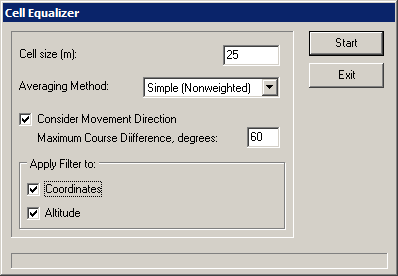 Cell Equalizer
Cell size (m): 25
Start
Averaging Method: Simple (Nonweighted)
Exit
Consider Movement Direction
Maximum Course Diifference, degrees: 60
Apply Filter to:
Coordinates
Altitude